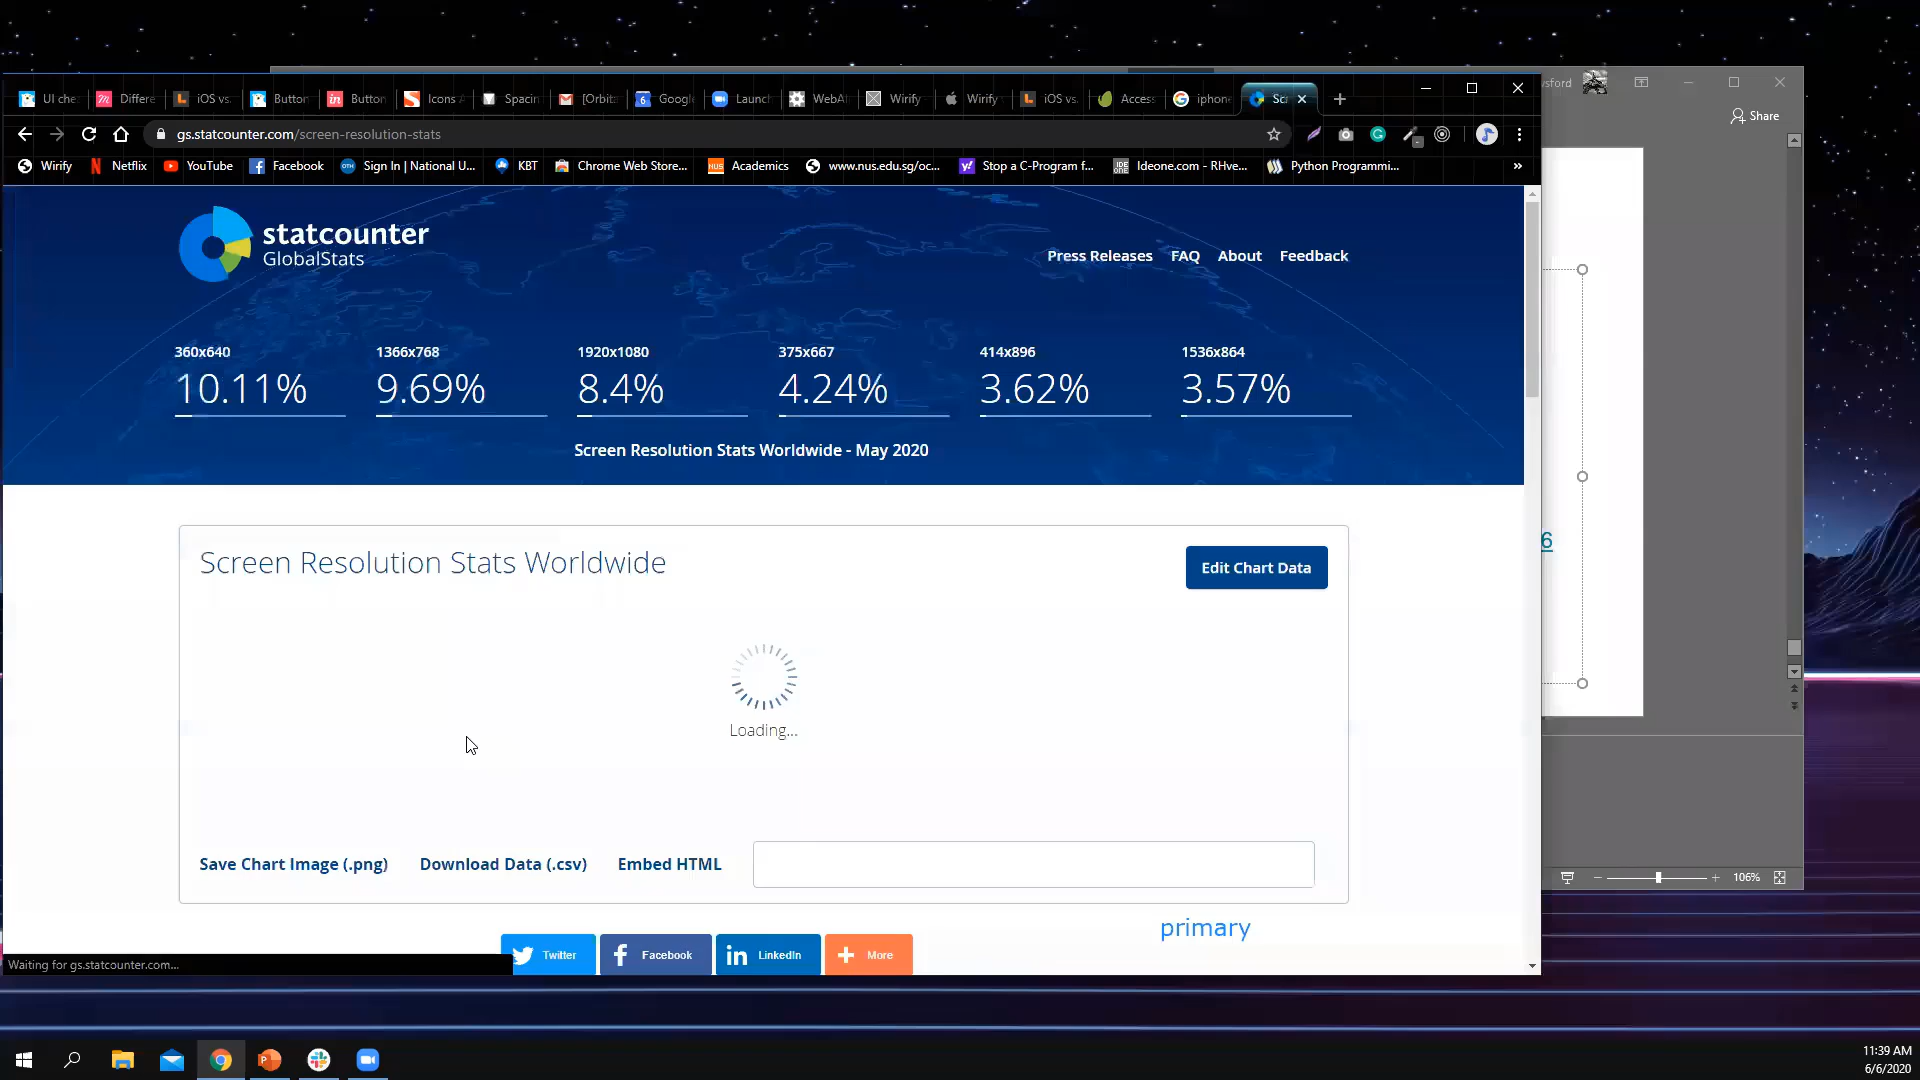 sford
Share
UI che
Differe
iOS vs.
Button
Button
Icons
Spacin
[Orbita
Googl
Launch
WebA
Wirify
Wirify
iOS vs.
Access
iphon
Sc
gs.statcounter.com/screen-resolution-stats
Wirify
Netflix
YouTube
Facebook
Sign In | National U...
KBT
Chrome Web Store...
Academics
www.nus.edu.sg/oc...
Stop a C-Program f...
Ideone.com - RHve...
Python Programmi...
»
statcounter
GlobalStats
Press Releases FAQ About Feedback
360x640 1366x768 1920x1080 375x667 414x896 1536x864
10.11% 9.69% 8.4% 4.24% 3.62% 3.57%
Screen Resolution Stats Worldwide - May 2020
Screen Resolution Stats Worldwide
Edit Chart Data
6
Loading...
Save Chart Image (.png) Download Data (.csv) Embed HTML
106%
primary
Twitter Facebook LinkedIn More
Waiting for gs.statcounter.com...
11:39 AM
6/6/2020